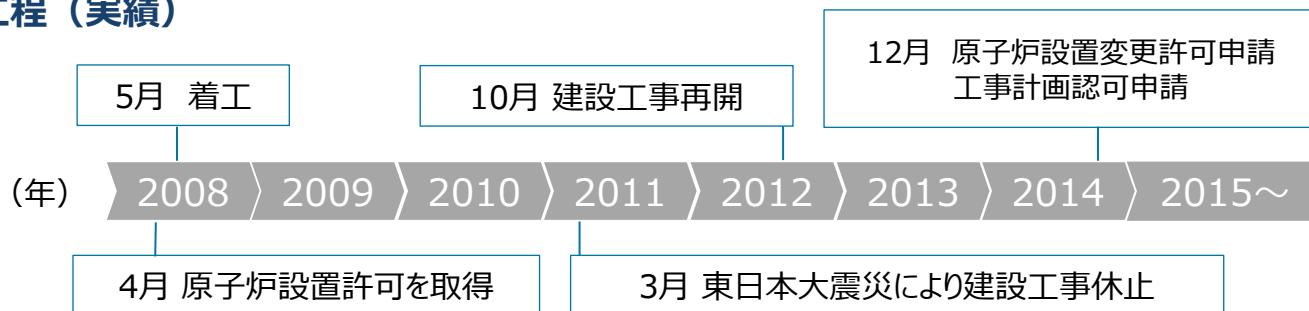 工程（実績）
12月 原子炉設置変更許可申請
工事計画認可申請
5月 着工
10月 建設工事再開
（年）
2008
2009
2010
2011
2012
2013
2014
2015～
4月 原子炉設置許可を取得
3月 東日本大震災により建設工事休止